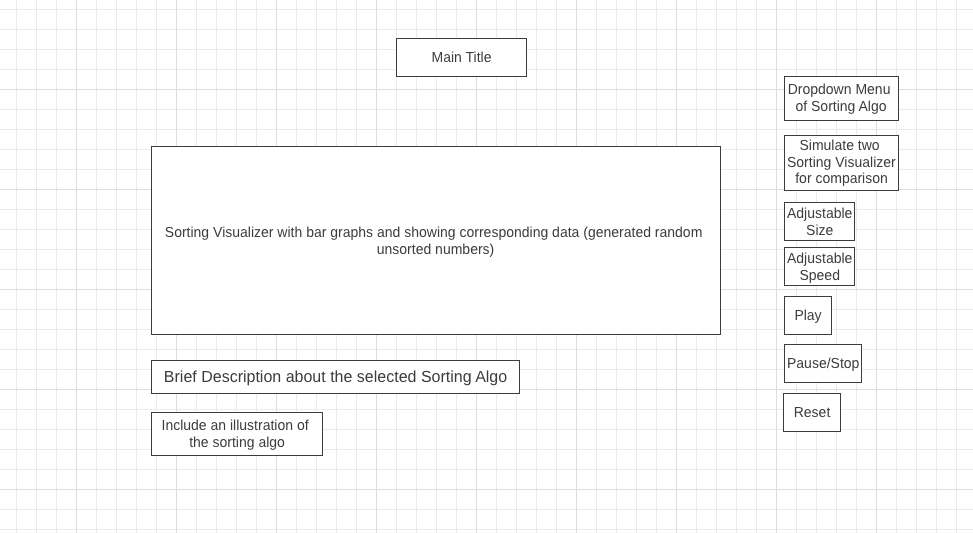 Main Title
Dropdown Menu
of Sorting Algo
Simulate two
Sorting Visualizer
for comparison
Sorting Visualizer with bar graphs and showing corresponding data (generated random
unsorted numbers)
Adjustable
Size
Adjustable
Speed
Play
Pause/Stop
Reset
Brief Description about the selected Sorting Algo
Include an illustration of
the sorting algo